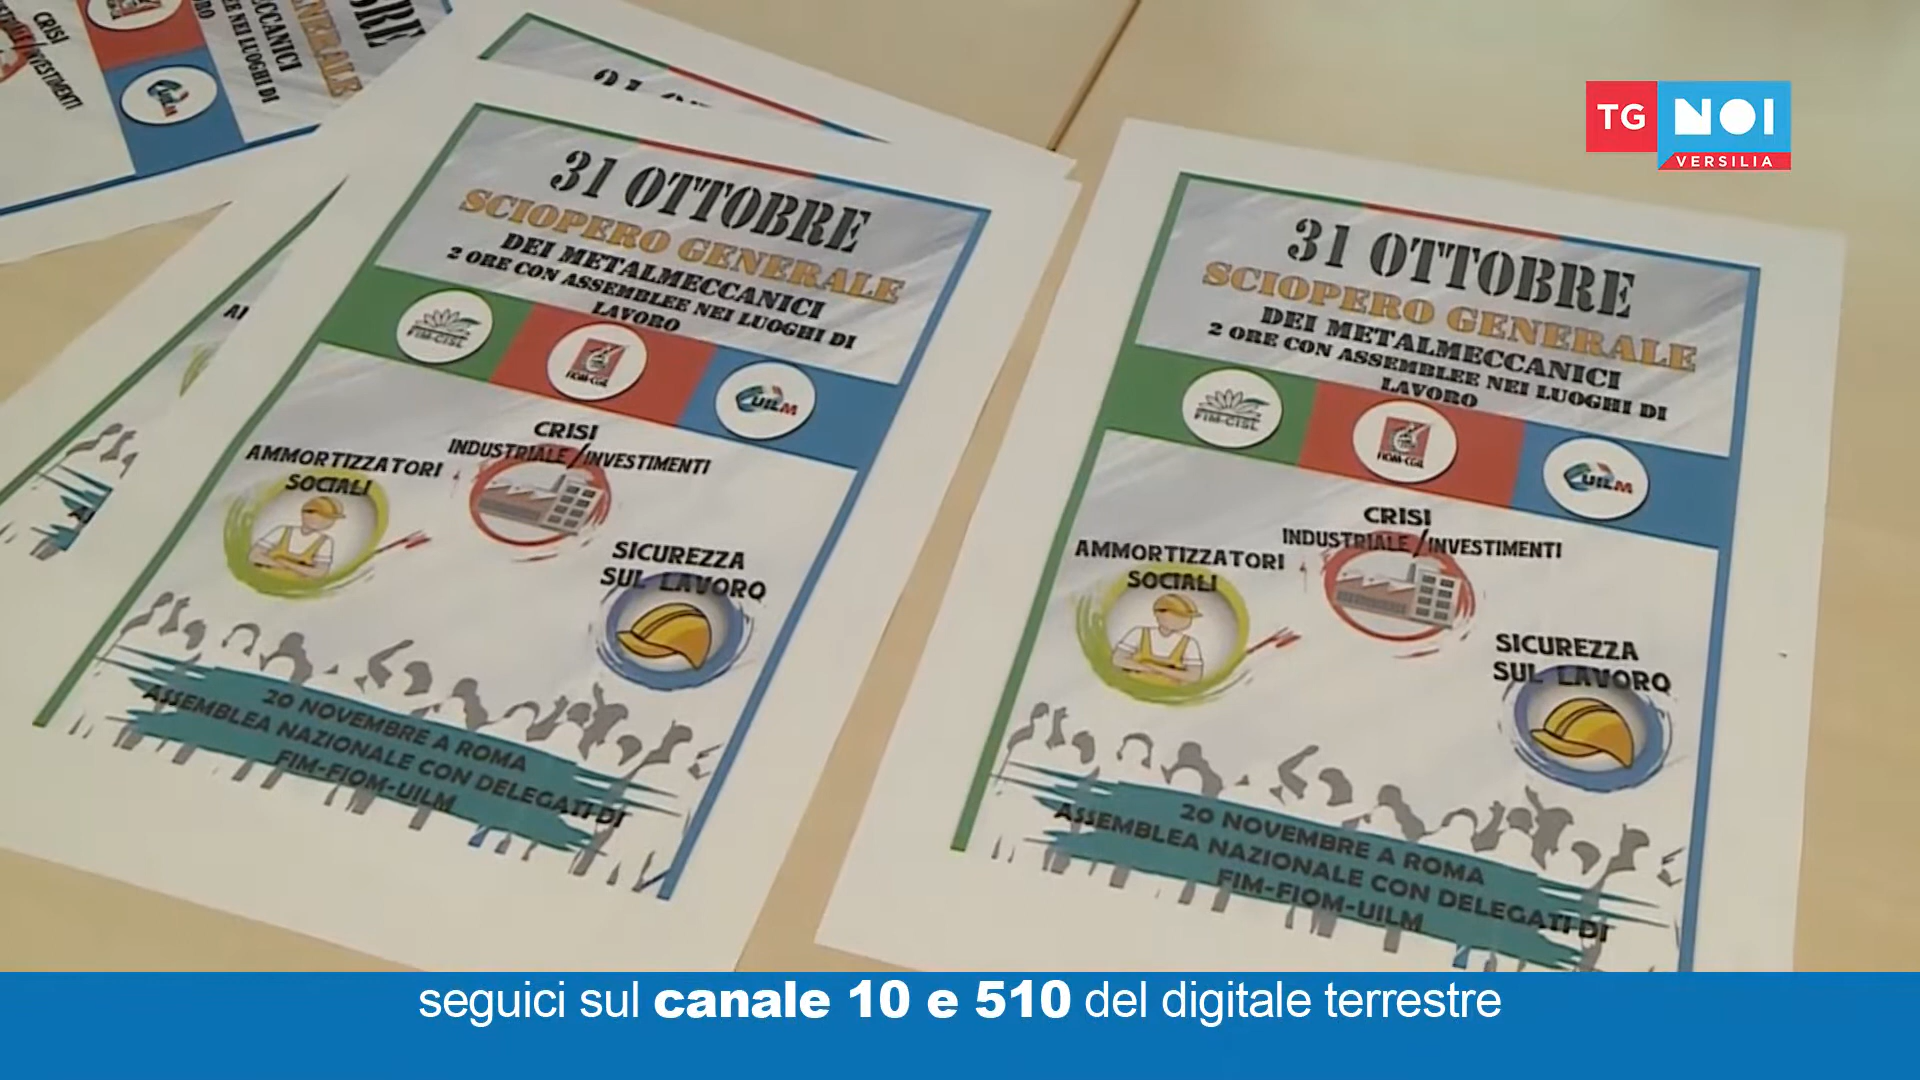 TG NOI
VERSILIA
31 OTTOBRE
SCIOPERO GENERALE
DEI METALMECCANICI
2 ORE CON ASSEMBLEE NEI LUOGHI DI
LAVORO
FIM-CISL
FIOM-CGIL
UILM
CRISI
INDUSTRIALE/INVESTIMENTI
AMMORTIZZATORI
SOCIALI
SICUREZZA
SUL LAVORO
20 NOVEMBRE A ROMA
ASSEMBLEA NAZIONALE CON DELEGATI DI
FIM-FIOM-UILM
31 OTTOBRE
SCIOPERO GENERALE
DEI METALMECCANICI
2 ORE CON ASSEMBLEE NEI LUOGHI DI
LAVORO
FIM-CISL
FIOM-CGIL
UILM
CRISI
INDUSTRIALE/INVESTIMENTI
AMMORTIZZATORI
SOCIALI
SICUREZZA
SUL LAVORO
20 NOVEMBRE A ROMA
ASSEMBLEA NAZIONALE CON DELEGATI DI
FIM-FIOM-UILM
seguici sul canale 10 e 510 del digitale terrestre